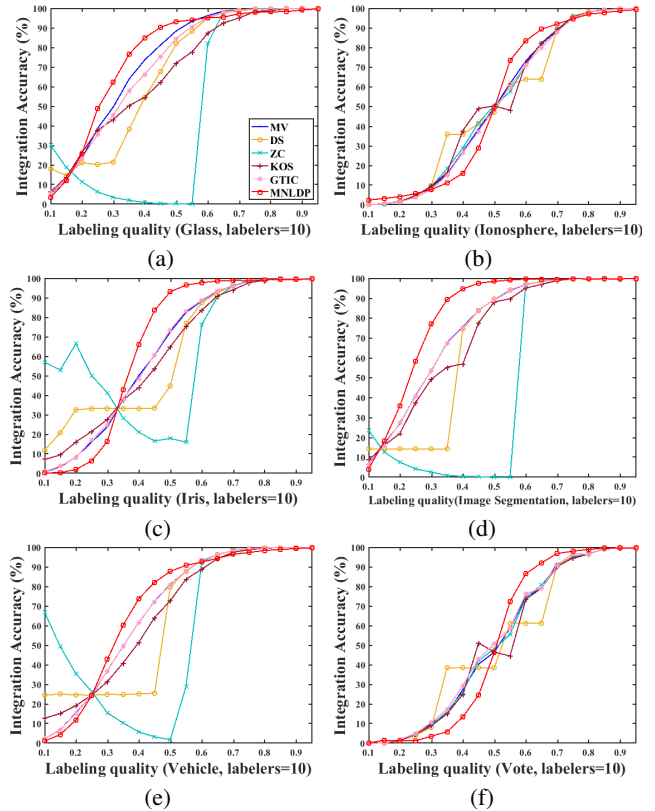 Integration Accuracy (%)
100
90
80
70
60
50
40
30
20
10
0
MV
DS
ZC
KOS
GTIC
MNLDP
0.1 0.2 0.3 0.4 0.5 0.6 0.7 0.8 0.9
Labeling quality (Glass, labelers=10)
(a)
Integration Accuracy (%)
100
90
80
70
60
50
40
30
20
10
0
0.1 0.2 0.3 0.4 0.5 0.6 0.7 0.8 0.9
Labeling quality (Ionosphere, labelers=10)
(b)
Integration Accuracy (%)
100
90
80
70
60
50
40
30
20
10
0
0.1 0.2 0.3 0.4 0.5 0.6 0.7 0.8 0.9
Labeling quality (Iris, labelers=10)
(c)
Integration Accuracy (%)
100
90
80
70
60
50
40
30
20
10
0
0.1 0.2 0.3 0.4 0.5 0.6 0.7 0.8 0.9
Labeling quality(Image Segmentation, labelers=10)
(d)
Integration Accuracy (%)
100
90
80
70
60
50
40
30
20
10
0
0.1 0.2 0.3 0.4 0.5 0.6 0.7 0.8 0.9
Labeling quality (Vehicle, labelers=10)
(e)
Integration Accuracy (%)
100
90
80
70
60
50
40
30
20
10
0
0.1 0.2 0.3 0.4 0.5 0.6 0.7 0.8 0.9
Labeling quality (Vote, labelers=10)
(f)